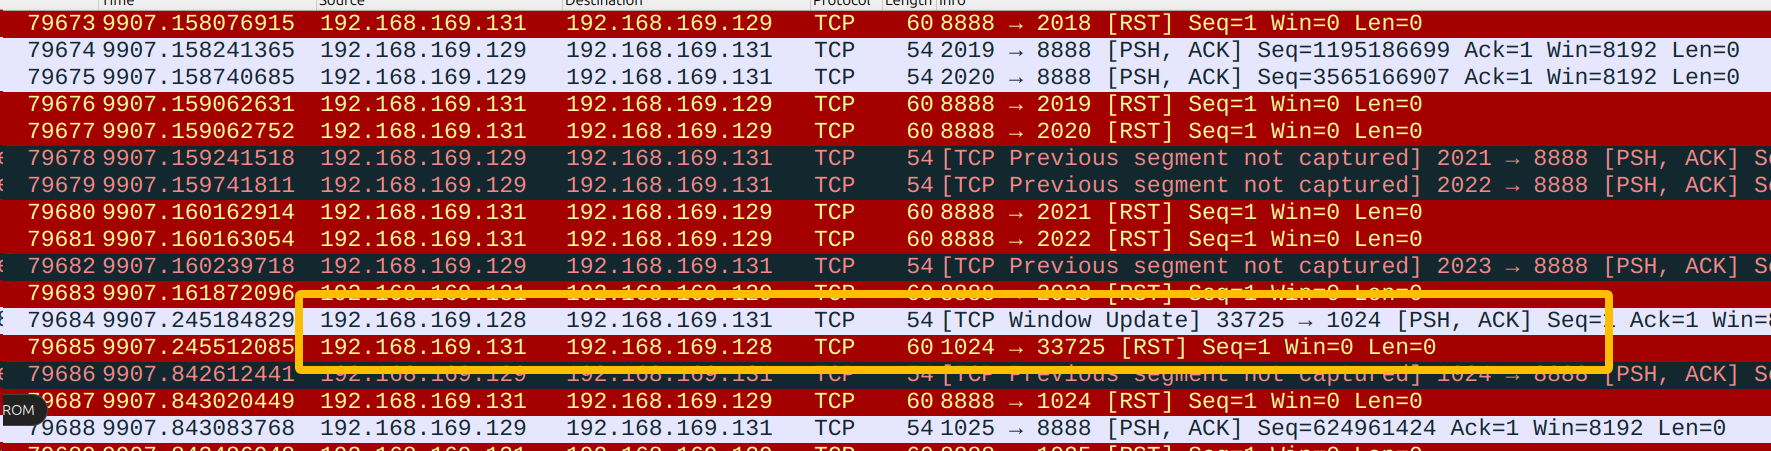 Time Source Destination Protocol Length Info
79673 9907.158076915 192.168.169.131 192.168.169.129 TCP 60 8888 → 2018 [RST] Seq=1 Win=0 Len=0
79674 9907.158241365 192.168.169.129 192.168.169.131 TCP 54 2019 → 8888 [PSH, ACK] Seq=1195186699 Ack=1 Win=8192 Len=0
79675 9907.158740685 192.168.169.129 192.168.169.131 TCP 54 2020 → 8888 [PSH, ACK] Seq=3565166907 Ack=1 Win=8192 Len=0
79676 9907.159062631 192.168.169.131 192.168.169.129 TCP 60 8888 → 2019 [RST] Seq=1 Win=0 Len=0
79677 9907.159062752 192.168.169.131 192.168.169.129 TCP 60 8888 → 2020 [RST] Seq=1 Win=0 Len=0
79678 9907.159241518 192.168.169.129 192.168.169.131 TCP 54 [TCP Previous segment not captured] 2021 → 8888 [PSH, ACK]
79679 9907.159741811 192.168.169.129 192.168.169.131 TCP 54 [TCP Previous segment not captured] 2022 → 8888 [PSH, ACK]
79680 9907.160162914 192.168.169.131 192.168.169.129 TCP 60 8888 → 2021 [RST] Seq=1 Win=0 Len=0
79681 9907.160163054 192.168.169.131 192.168.169.129 TCP 60 8888 → 2022 [RST] Seq=1 Win=0 Len=0
79682 9907.160239718 192.168.169.129 192.168.169.131 TCP 54 [TCP Previous segment not captured] 2023 → 8888 [PSH, ACK]
79683 9907.161872096 192.168.169.131 192.168.169.129 TCP 60 8888 → 2023 [RST] Seq=1 Win=0 Len=0
79684 9907.245184829 192.168.169.128 192.168.169.131 TCP 54 [TCP Window Update] 33725 → 1024 [PSH, ACK] Seq=1 Ack=1
79685 9907.245512085 192.168.169.131 192.168.169.128 TCP 60 1024 → 33725 [RST] Seq=1 Win=0 Len=0
79686 9907.842612441 192.168.169.129 192.168.169.131 TCP 54 [TCP Previous segment not captured] 1024 → 8888 [PSH, ACK]
79687 9907.843020449 192.168.169.131 192.168.169.129 TCP 60 8888 → 1024 [RST] Seq=1 Win=0 Len=0
ROM
79688 9907.843083768 192.168.169.129 192.168.169.131 TCP 54 1025 → 8888 [PSH, ACK] Seq=624961424 Ack=1 Win=8192 Len=0